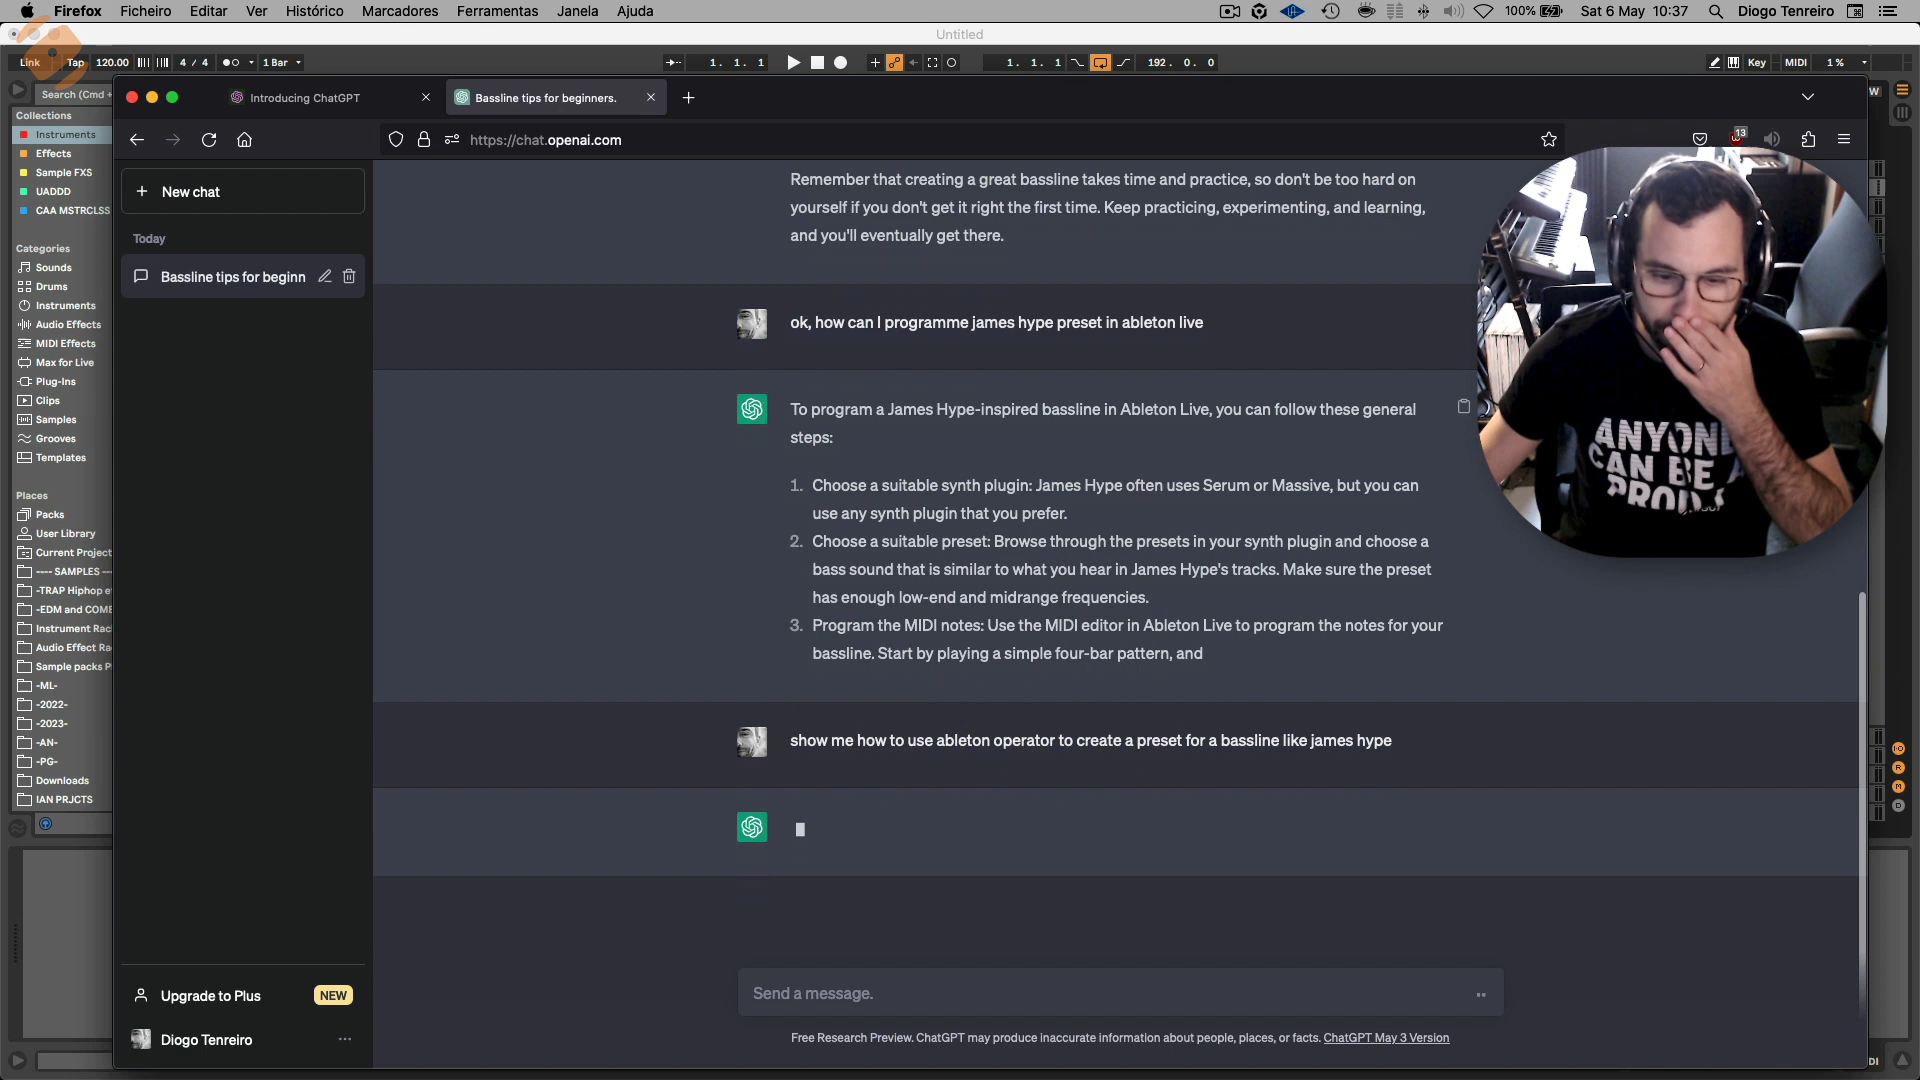 Firefox Ficheiro Editar Ver Histórico Marcadores Ferramentas Janela Ajuda
100% Sat 6 May 10:37 Diogo Tenreiro
Untitled
Link Tap 120.00 4 / 4 1 Bar 1. 1. 1 1. 1. 1 192. 0. 0 Key MIDI 1%
Search (Cmd +
Introducing ChatGPT
Bassline tips for beginners.
W
Collections
Instruments
Effects
Sample FXS
UADDD
CAA MSTRCLSS
Categories
Sounds
Drums
Instruments
Audio Effects
MIDI Effects
Max for Live
Plug-Ins
Clips
Samples
Grooves
Templates
Places
Packs
User Library
Current Project
---- SAMPLES ---
-TRAP Hiphop e
-EDM and COME
Instrument Rac
Audio Effect Ra
Sample packs P
-ML-
-2022-
-2023-
-AN-
-PG-
Downloads
IAN PRJCTS
https://chat.openai.com
13
New chat
Today
Bassline tips for beginn
Remember that creating a great bassline takes time and practice, so don't be too hard on
yourself if you don't get it right the first time. Keep practicing, experimenting, and learning,
and you'll eventually get there.
ok, how can I programme james hype preset in ableton live
To program a James Hype-inspired bassline in Ableton Live, you can follow these general
steps:
1. Choose a suitable synth plugin: James Hype often uses Serum or Massive, but you can
use any synth plugin that you prefer.
2. Choose a suitable preset: Browse through the presets in your synth plugin and choose a
bass sound that is similar to what you hear in James Hype's tracks. Make sure the preset
has enough low-end and midrange frequencies.
3. Program the MIDI notes: Use the MIDI editor in Ableton Live to program the notes for your
bassline. Start by playing a simple four-bar pattern, and
show me how to use ableton operator to create a preset for a bassline like james hype
Send a message.
Free Research Preview. ChatGPT may produce inaccurate information about people, places, or facts. ChatGPT May 3 Version
Upgrade to Plus NEW
Diogo Tenreiro
ANYON
CAN BE
I·O
R
M
D
DI